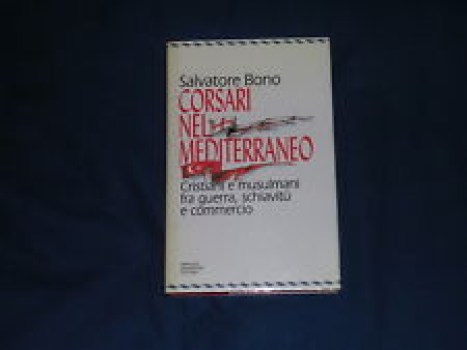 Salvatore Bono
CORSARI
NEL
MEDITERRANEO
Cristiani e musulmani
fra guerra, schiavitù
e commercio